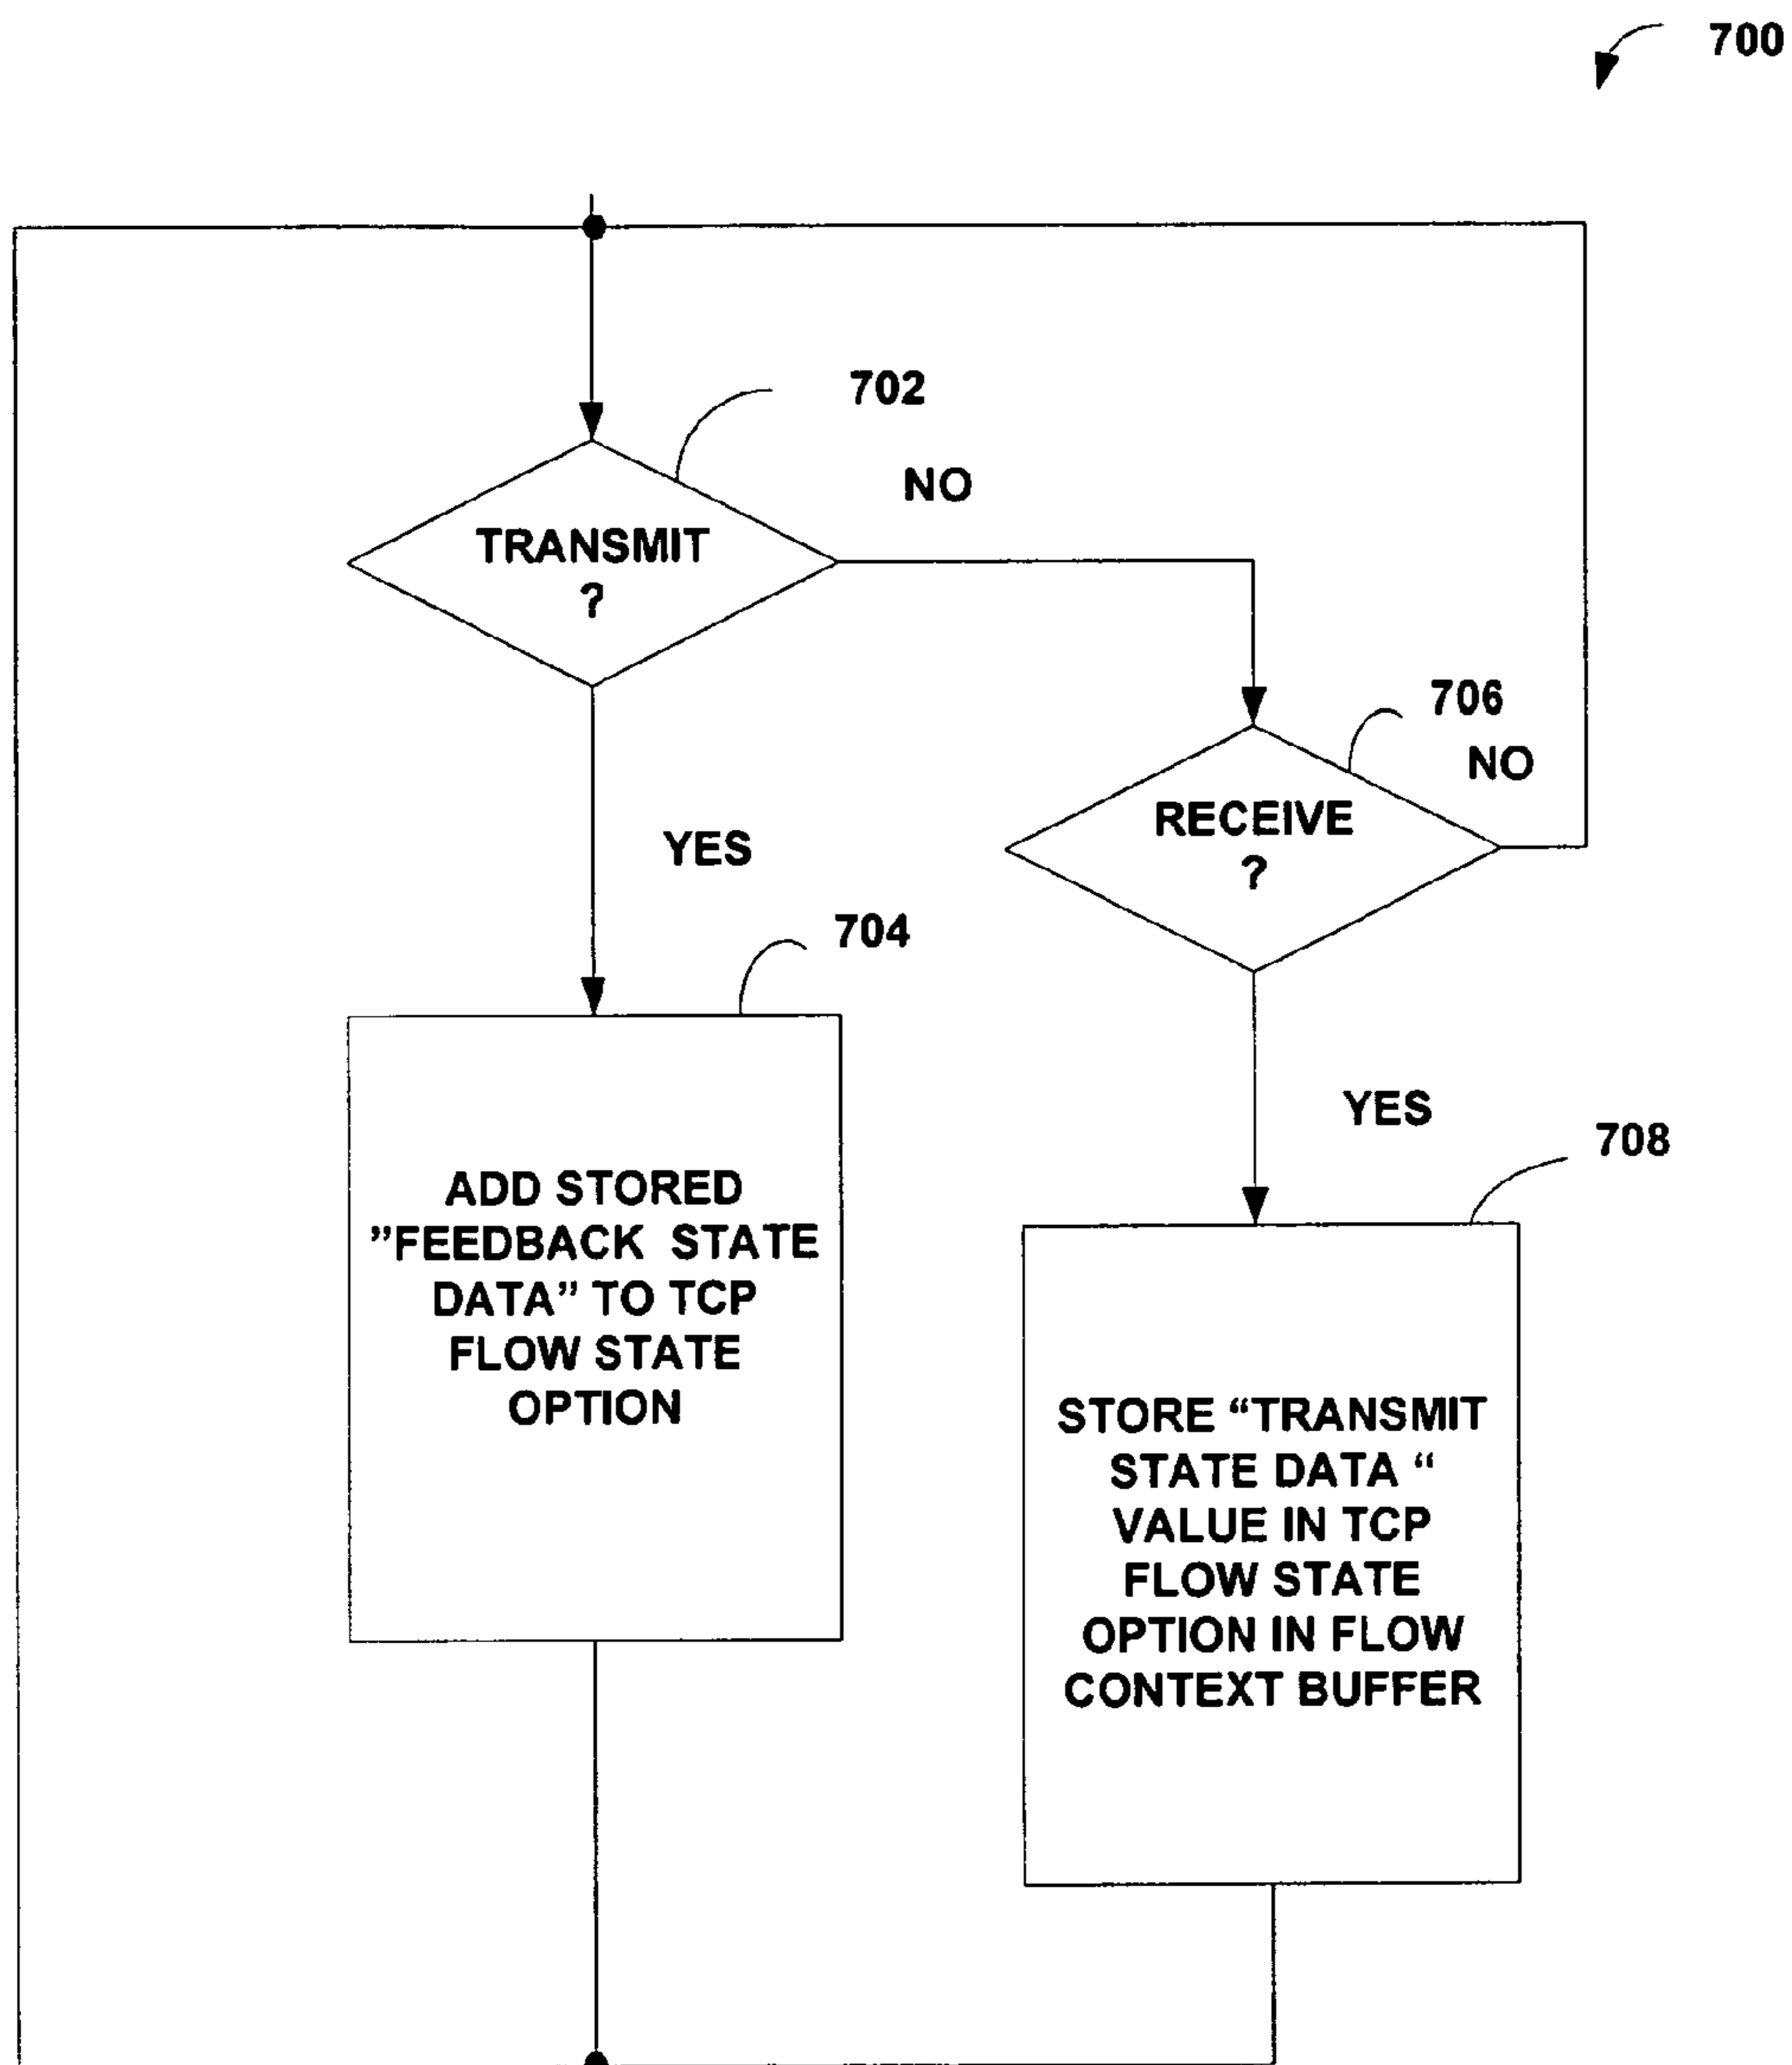 700
702
NO
TRANSMIT
?
706
NO
RECEIVE
?
YES
704
YES
708
ADD STORED
”FEEDBACK STATE
DATA” TO TCP
FLOW STATE
OPTION
STORE “TRANSMIT
STATE DATA “
VALUE IN TCP
FLOW STATE
OPTION IN FLOW
CONTEXT BUFFER